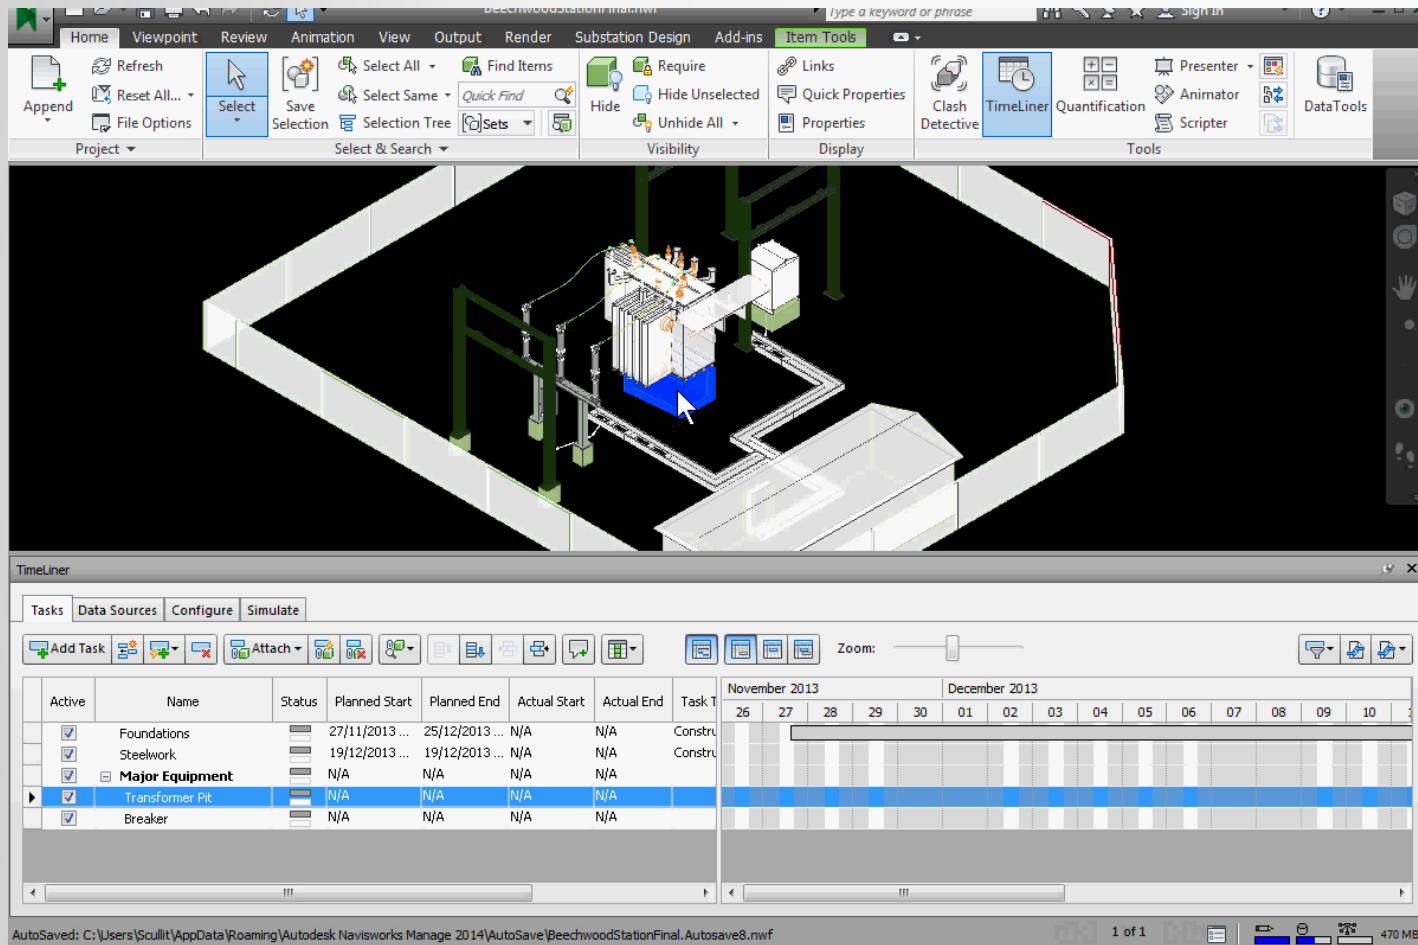 BeechwoodStationFinal.nwf
Type a keyword or phrase
Sign In
Home Viewpoint Review Animation View Output Render Substation Design Add-ins Item Tools
Append
Refresh
Reset All...
File Options
Project
Select
Save Selection
Select All
Select Same
Selection Tree
Find Items
Quick Find
Sets
Select & Search
Hide
Require
Hide Unselected
Unhide All
Visibility
Links
Quick Properties
Properties
Display
Clash Detective
TimeLiner
Quantification
Presenter
Animator
Scripter
DataTools
Tools
TimeLiner
Tasks Data Sources Configure Simulate
Add Task Attach Zoom:
Active Name Status Planned Start Planned End Actual Start Actual End Task T
November 2013 December 2013
26 27 28 29 30 01 02 03 04 05 06 07 08 09 10
Foundations 27/11/2013 ... 25/12/2013 ... N/A N/A Constru
Steelwork 19/12/2013 ... 19/12/2013 ... N/A N/A Constru
Major Equipment N/A N/A N/A N/A
Transformer Pit N/A N/A N/A N/A
Breaker N/A N/A N/A N/A
AutoSaved: C:\Users\Scullit\AppData\Roaming\Autodesk Navisworks Manage 2014\AutoSave\BeechwoodStationFinal.Autosave8.nwf
1 of 1
470 MB